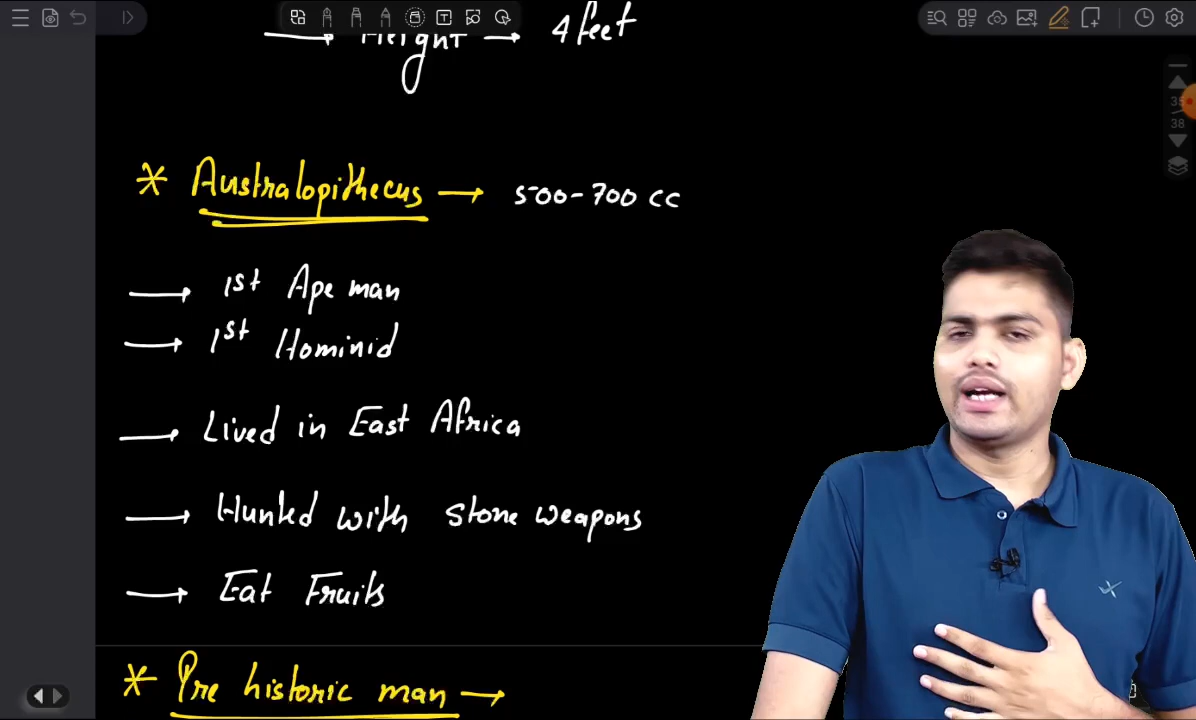 → Height → 4 feet
* Australopithecus → 500-700 cc
→ 1st Ape man
→ 1st Hominid
→ Lived in East Africa
→ Hunted with stone weapons
→ Eat Fruits
* Pre historic man →
38